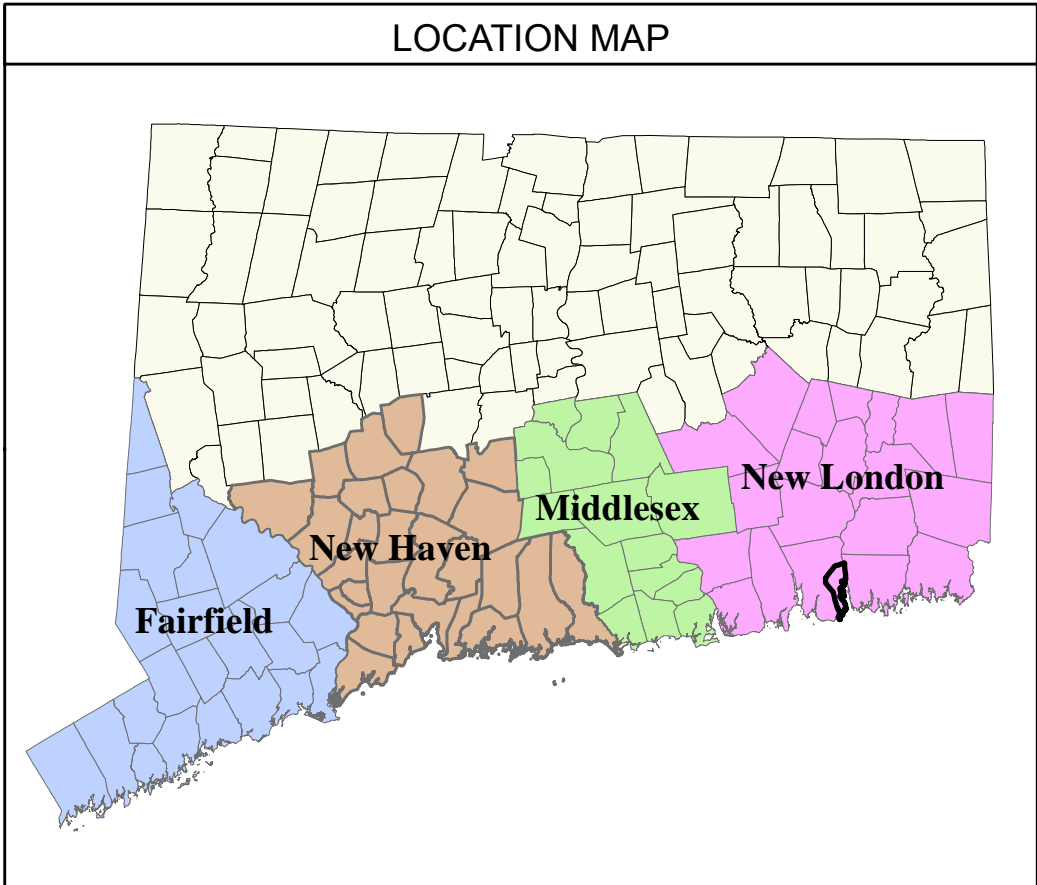 LOCATION MAP
New London
Middlesex
New Haven
Fairfield